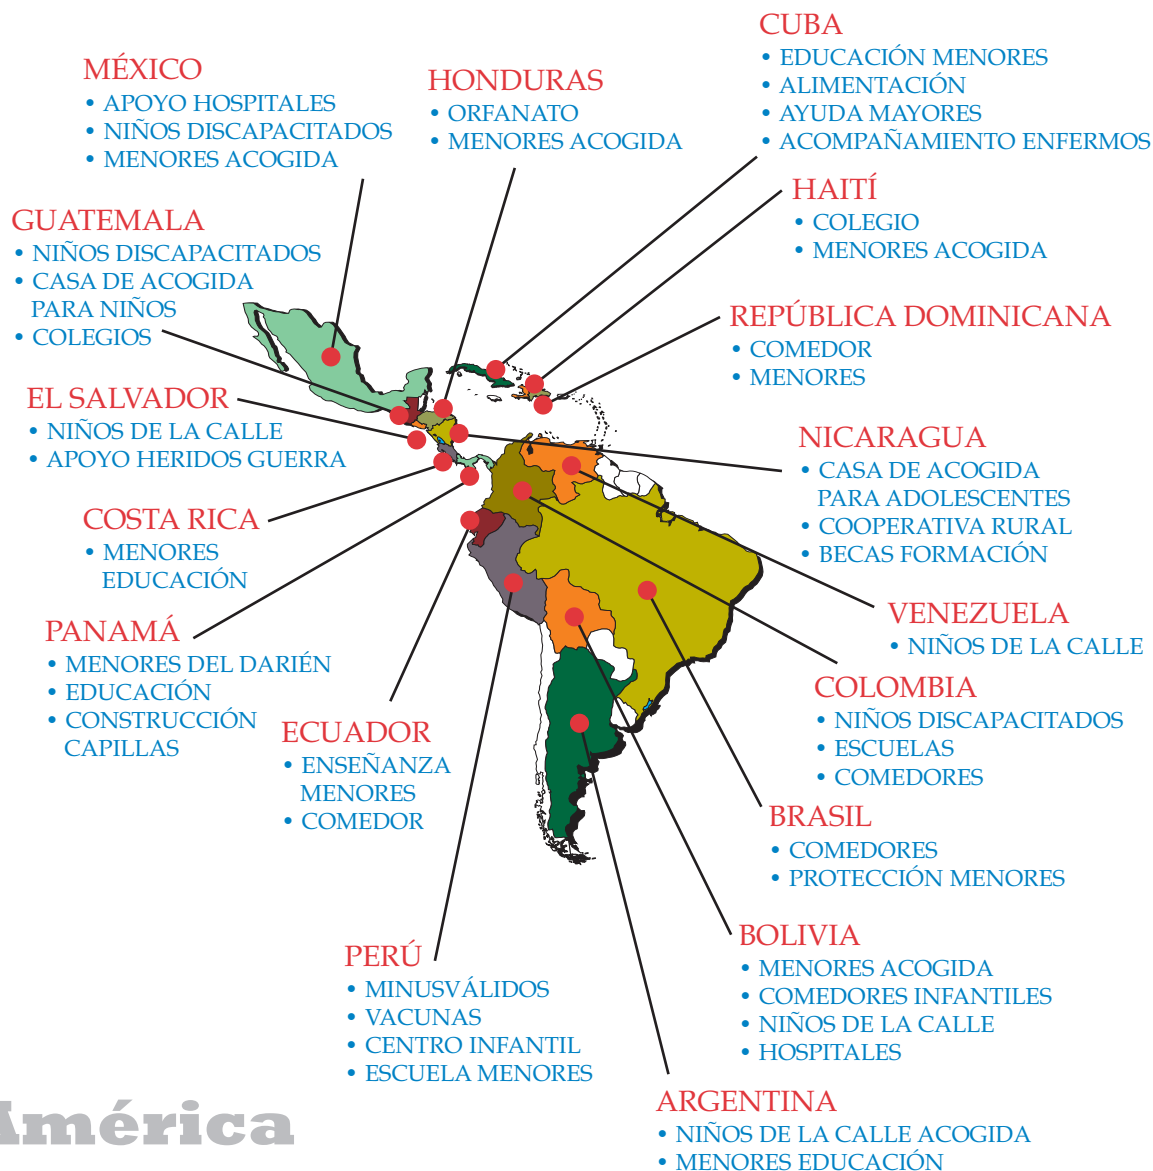 MÉXICO
• APOYO HOSPITALES
• NIÑOS DISCAPACITADOS
• MENORES ACOGIDA
HONDURAS
• ORFANATO
• MENORES ACOGIDA
CUBA
• EDUCACIÓN MENORES
• ALIMENTACIÓN
• AYUDA MAYORES
• ACOMPAÑAMIENTO ENFERMOS
HAITÍ
• COLEGIO
• MENORES ACOGIDA
GUATEMALA
• NIÑOS DISCAPACITADOS
• CASA DE ACOGIDA
PARA NIÑOS
• COLEGIOS
REPÚBLICA DOMINICANA
• COMEDOR
• MENORES
EL SALVADOR
• NIÑOS DE LA CALLE
• APOYO HERIDOS GUERRA
NICARAGUA
• CASA DE ACOGIDA
PARA ADOLESCENTES
• COOPERATIVA RURAL
• BECAS FORMACIÓN
COSTA RICA
• MENORES
EDUCACIÓN
VENEZUELA
• NIÑOS DE LA CALLE
PANAMÁ
• MENORES DEL DARIÉN
• EDUCACIÓN
• CONSTRUCCIÓN
CAPILLAS
COLOMBIA
• NIÑOS DISCAPACITADOS
• ESCUELAS
• COMEDORES
ECUADOR
• ENSEÑANZA
MENORES
• COMEDOR
BRASIL
• COMEDORES
• PROTECCIÓN MENORES
BOLIVIA
• MENORES ACOGIDA
• COMEDORES INFANTILES
• NIÑOS DE LA CALLE
• HOSPITALES
PERÚ
• MINUSVÁLIDOS
• VACUNAS
• CENTRO INFANTIL
• ESCUELA MENORES
ARGENTINA
• NIÑOS DE LA CALLE ACOGIDA
• MENORES EDUCACIÓN
América